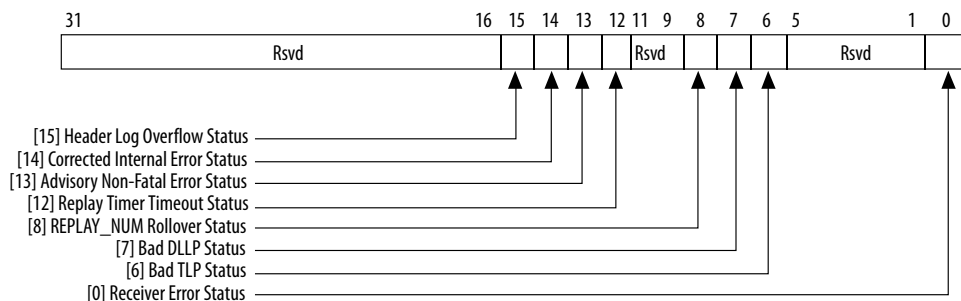 31 16 15 14 13 12 11 9 8 7 6 5 1 0
Rsvd Rsvd Rsvd
[15] Header Log Overflow Status
[14] Corrected Internal Error Status
[13] Advisory Non-Fatal Error Status
[12] Replay Timer Timeout Status
[8] REPLAY_NUM Rollover Status
[7] Bad DLLP Status
[6] Bad TLP Status
[0] Receiver Error Status